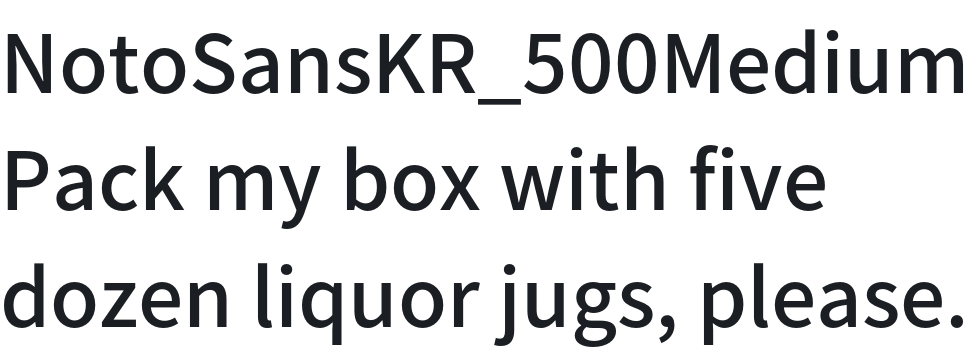 NotoSansKR_500Medium
Pack my box with five
dozen liquor jugs, please.